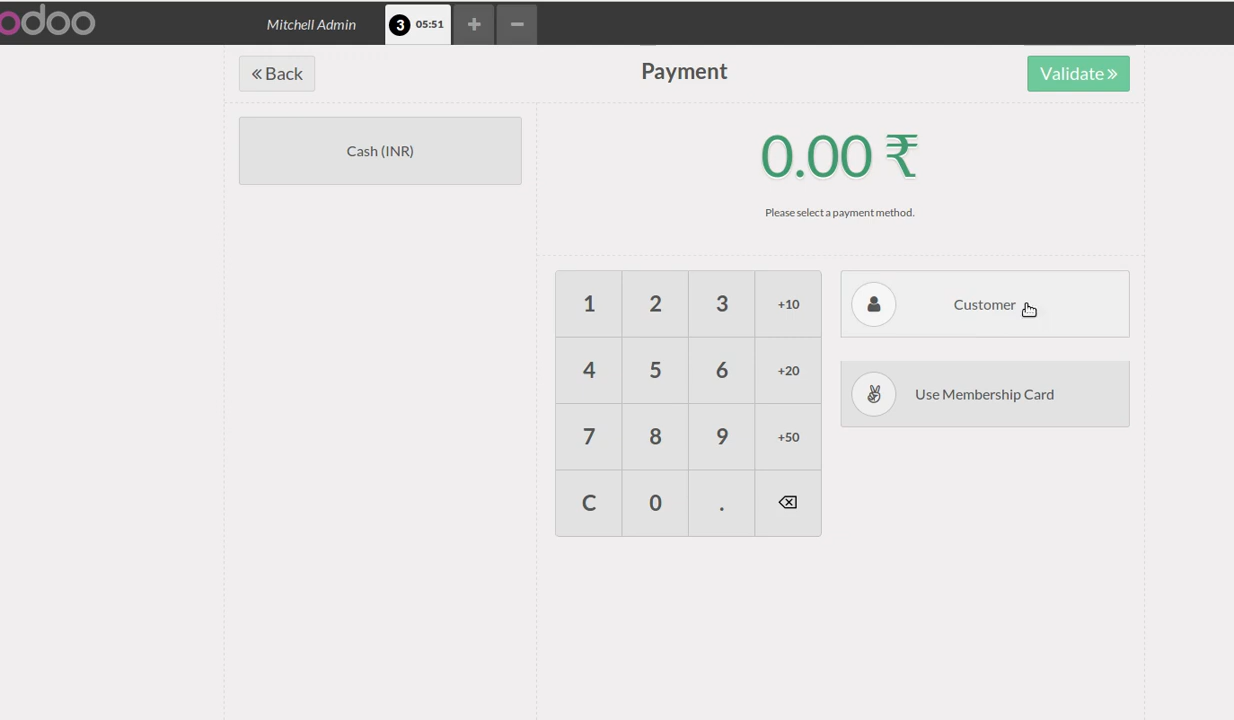 odoo
Mitchell Admin
3 05:51
+
-
« Back
Payment
Validate »
Cash (INR)
0.00 ₹
Please select a payment method.
1 2 3 +10
4 5 6 +20
7 8 9 +50
C 0 .
Customer
Use Membership Card